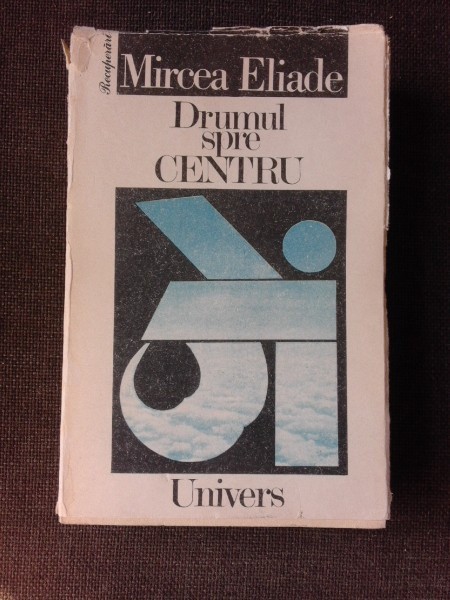 Recuperări
Mircea Eliade
Drumul
spre
CENTRU
Univers